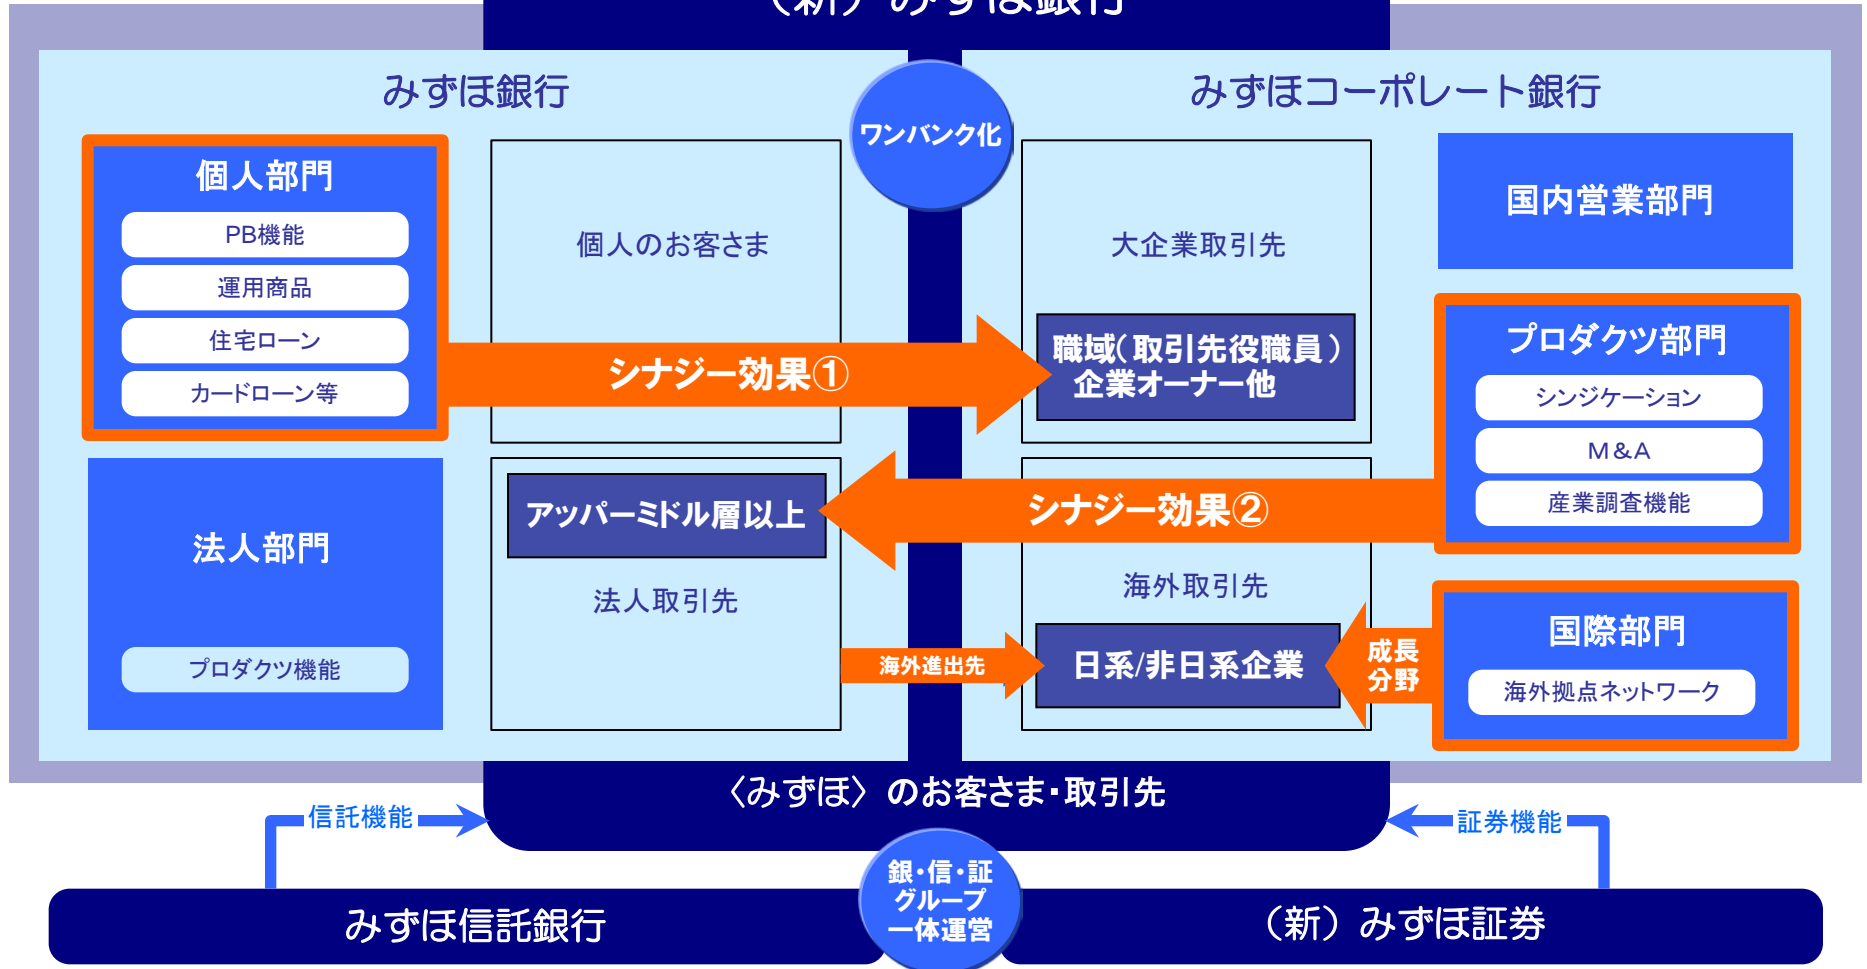 （新）みずほ銀行
みずほ銀行
ワンバンク化
みずほコーポレート銀行
個人部門
PB機能
運用商品
住宅ローン
カードローン等
個人のお客さま
大企業取引先
国内営業部門
シナジー効果①
職域（取引先役職員）
企業オーナー他
プロダクツ部門
シンジケーション
M＆A
産業調査機能
法人部門
プロダクツ機能
アッパーミドル層以上
法人取引先
シナジー効果②
海外取引先
海外進出先
日系/非日系企業
成長
分野
国際部門
海外拠点ネットワーク
〈みずほ〉のお客さま・取引先
信託機能
証券機能
みずほ信託銀行
銀・信・証
グループ
一体運営
（新）みずほ証券